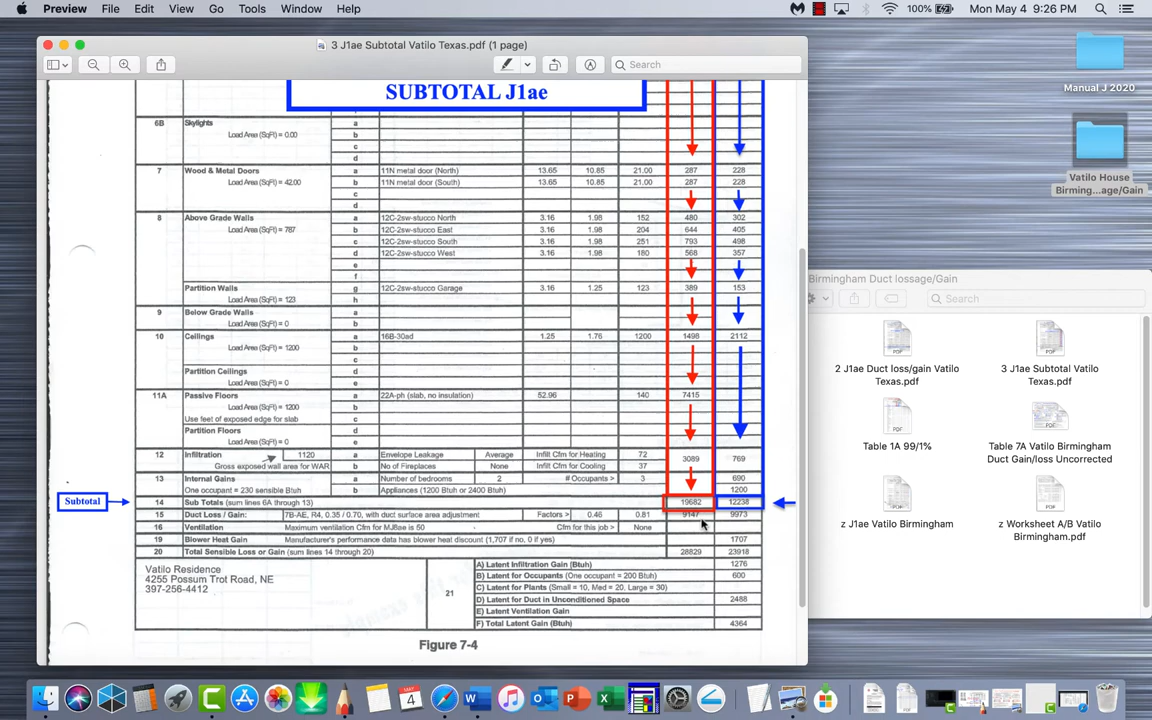 Preview File Edit View Go Tools Window Help 100% Mon May 4 9:26 PM
3 J1ae Subtotal Vatilo Texas.pdf (1 page)
Search
SUBTOTAL J1ae
6B Skylights a
Load Area (SqFt) = 0.00 b
c
d
7 Wood & Metal Doors a 11N metal door (North) 13.65 10.85 21.00 287 228
Load Area (SqFt) = 42.00 b 11N metal door (South) 13.65 10.85 21.00 287 228
c
d
8 Above Grade Walls a 12C-2sw-stucco North 3.16 1.98 152 480 302
Load Area (SqFt) = 787 b 12C-2sw-stucco East 3.16 1.98 204 644 405
c 12C-2sw-stucco South 3.16 1.98 251 793 498
d 12C-2sw-stucco West 3.16 1.98 180 568 357
e
f
Partition Walls g 12C-2sw-stucco Garage 3.16 1.25 123 389 153
Load Area (SqFt) = 123 h
9 Below Grade Walls a
Load Area (SqFt) = 0 b
10 Ceilings a 16B-30ad 1.25 1.76 1200 1498 2112
Load Area (SqFt) = 1200 b
c
Partition Ceilings d
Load Area (SqFt) = 0 e
11A Passive Floors a 22A-ph (slab, no insulation) 52.96 140 7415
Load Area (SqFt) = 1200 b
Use feet of exposed edge for slab c
Partition Floors d
Load Area (SqFt) = 0 e
12 Infiltration 1120 a Envelope Leakage Average Infilt Cfm for Heating 72 3089 769
Gross exposed wall area for WAR b No of Fireplaces None Infilt Cfm for Cooling 37
13 Internal Gains a Number of bedrooms 2 # Occupants > 3 690
One occupant = 230 sensible Btuh b Appliances (1200 Btuh or 2400 Btuh) 1200
Subtotal 14 Sub Totals (sum lines 6A through 13) 19682 12238
15 Duct Loss / Gain: 7B-AE, R4, 0.35 / 0.70, with duct surface area adjustment Factors > 0.46 0.81 9147 9973
16 Ventilation Maximum ventilation Cfm for MJ8ae is 50 Cfm for this job > None
19 Blower Heat Gain Manufacturer's performance data has blower heat discount (1,707 if no, 0 if yes) 1707
20 Total Sensible Loss or Gain (sum lines 14 through 20) 28829 23918
Vatilo Residence
4255 Possum Trot Road, NE
397-256-4412
21
A) Latent Infiltration Gain (Btuh) 1276
B) Latent for Occupants (One occupant = 200 Btuh) 600
C) Latent for Plants (Small = 10, Med = 20, Large = 30)
D) Latent for Duct in Unconditioned Space 2488
E) Latent Ventilation Gain
F) Total Latent Gain (Btuh) 4364
Figure 7-4
Manual J 2020
Vatilo House
Birming...age/Gain
Birmingham Duct lossage/Gain
Search
2 J1ae Duct loss/gain Vatilo
Texas.pdf
3 J1ae Subtotal Vatilo
Texas.pdf
Table 1A 99/1%
Table 7A Vatilo Birmingham
Duct Gain/loss Uncorrected
z J1ae Vatilo Birmingham
z Worksheet A/B Vatilo
Birmingham.pdf
PDF
PDF
PDF
PDF
PDF
PDF
MAY
4